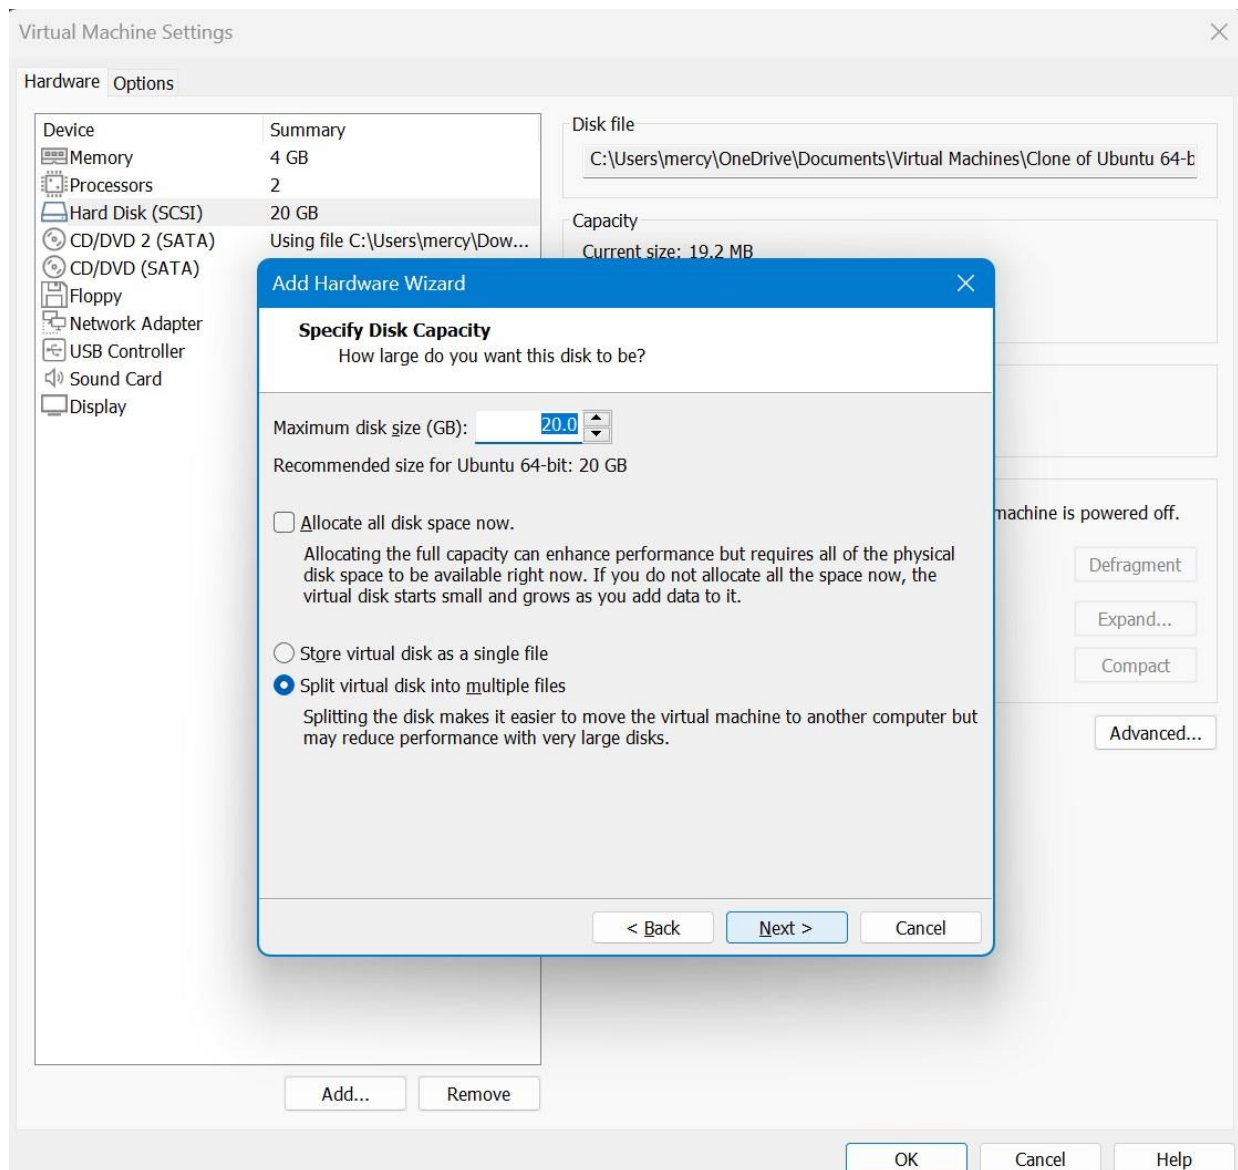 Virtual Machine Settings
Hardware Options
Device Summary
Memory 4 GB
Processors 2
Hard Disk (SCSI) 20 GB
CD/DVD 2 (SATA) Using file C:\Users\mercy\Dow...
CD/DVD (SATA)
Floppy
Network Adapter
USB Controller
Sound Card
Display
Disk file
C:\Users\mercy\OneDrive\Documents\Virtual Machines\Clone of Ubuntu 64-b
Capacity
Current size: 19.2 MB
Add Hardware Wizard
Specify Disk Capacity
How large do you want this disk to be?
Maximum disk size (GB): 20.0
Recommended size for Ubuntu 64-bit: 20 GB
Allocate all disk space now.
Allocating the full capacity can enhance performance but requires all of the physical
disk space to be available right now. If you do not allocate all the space now, the
virtual disk starts small and grows as you add data to it.
Store virtual disk as a single file
Split virtual disk into multiple files
Splitting the disk makes it easier to move the virtual machine to another computer but
may reduce performance with very large disks.
< Back Next > Cancel
machine is powered off.
Defragment
Expand...
Compact
Advanced...
Add... Remove
OK Cancel Help